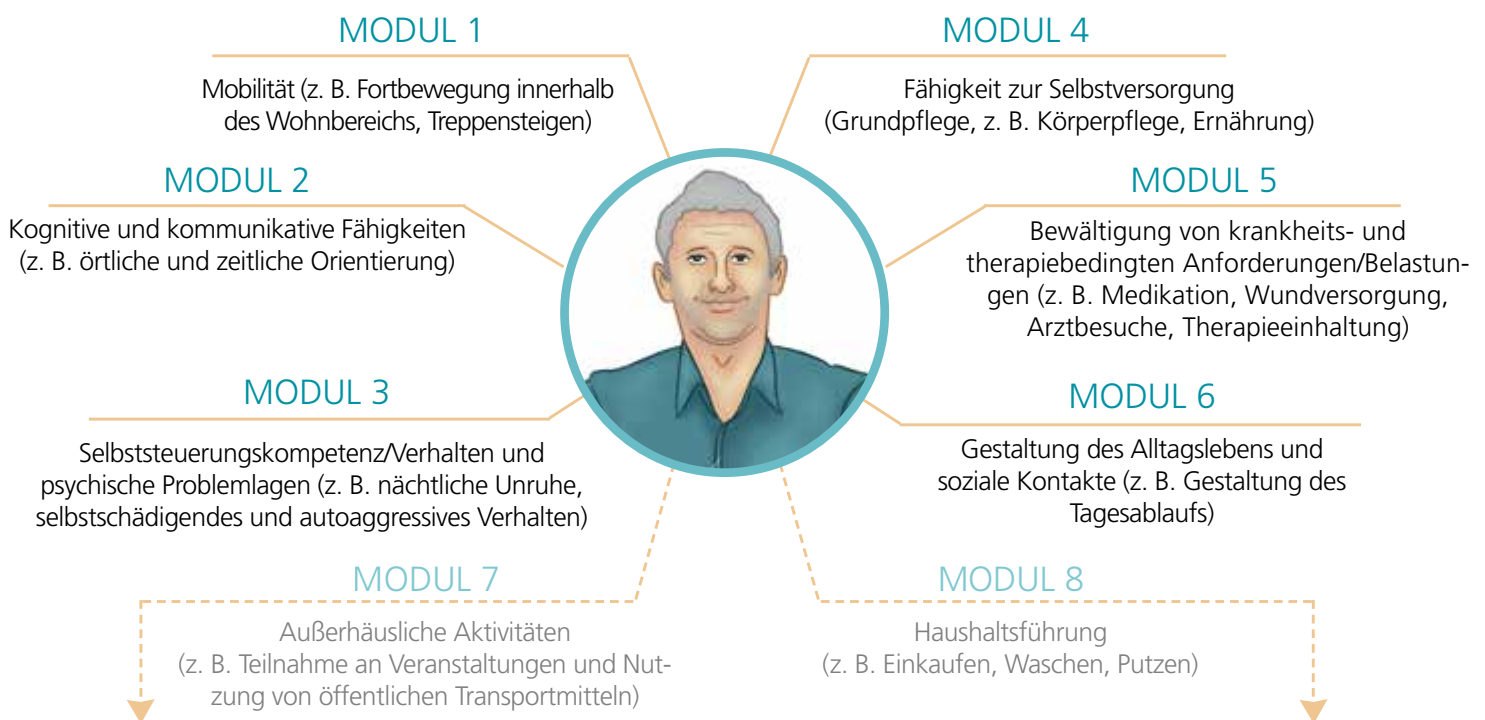 MODUL 1
Mobilität (z. B. Fortbewegung innerhalb
des Wohnbereichs, Treppensteigen)
MODUL 2
Kognitive und kommunikative Fähigkeiten
(z. B. örtliche und zeitliche Orientierung)
MODUL 3
Selbststeuerungskompetenz/Verhalten und
psychische Problemlagen (z. B. nächtliche Unruhe,
selbstschädigendes und autoaggressives Verhalten)
MODUL 4
Fähigkeit zur Selbstversorgung
(Grundpflege, z. B. Körperpflege, Ernährung)
MODUL 5
Bewältigung von krankheits- und
therapiebedingten Anforderungen/Belastun-
gen (z. B. Medikation, Wundversorgung,
Arztbesuche, Therapieeinhaltung)
MODUL 6
Gestaltung des Alltagslebens und
soziale Kontakte (z. B. Gestaltung des
Tagesablaufs)
MODUL 7
Außerhäusliche Aktivitäten
(z. B. Teilnahme an Veranstaltungen und Nut-
zung von öffentlichen Transportmitteln)
MODUL 8
Haushaltsführung
(z. B. Einkaufen, Waschen, Putzen)